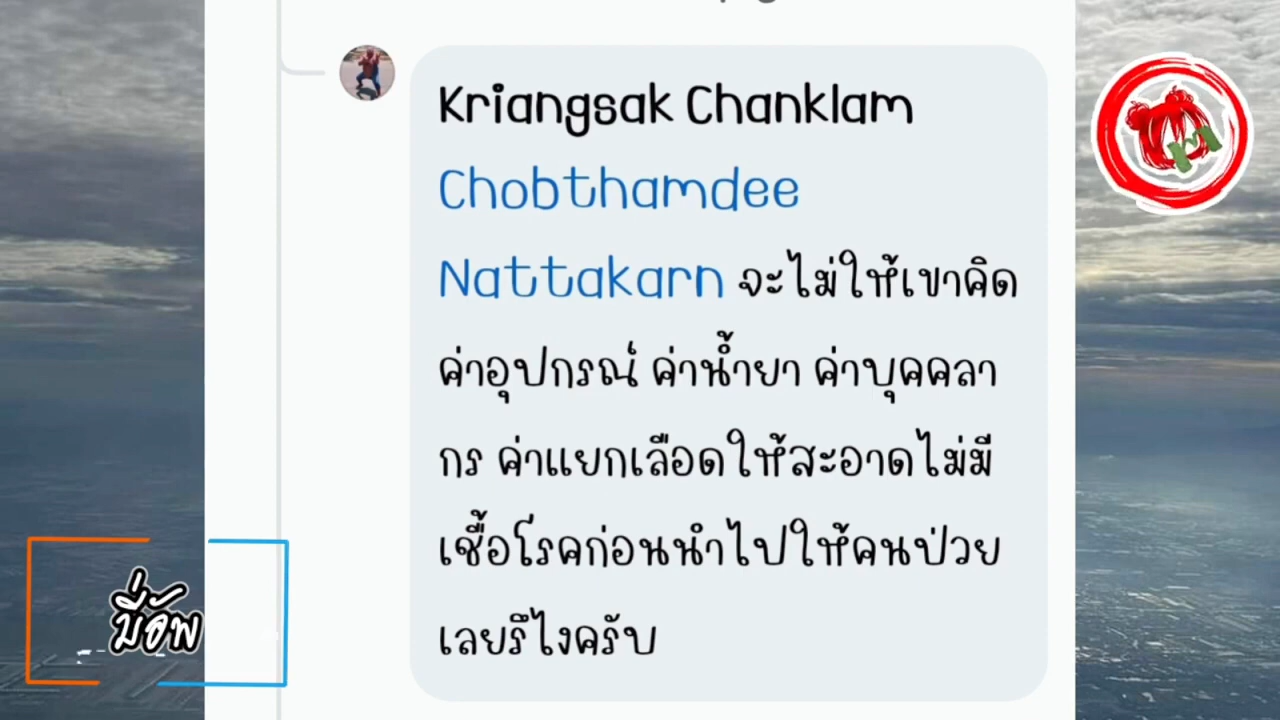 Kriangsak Chanklam
Chobthamdee
Nattakarn จะไม่ให้เขาคิด
ค่าอุปกรณ์ ค่าน้ำยา ค่าบุคคลา
กร ค่าแยกเลือดให้สะอาดไม่มี
เชื้อโรคก่อนนำไปให้คนป่วย
เลยรึไงครับ
บี่อัพ